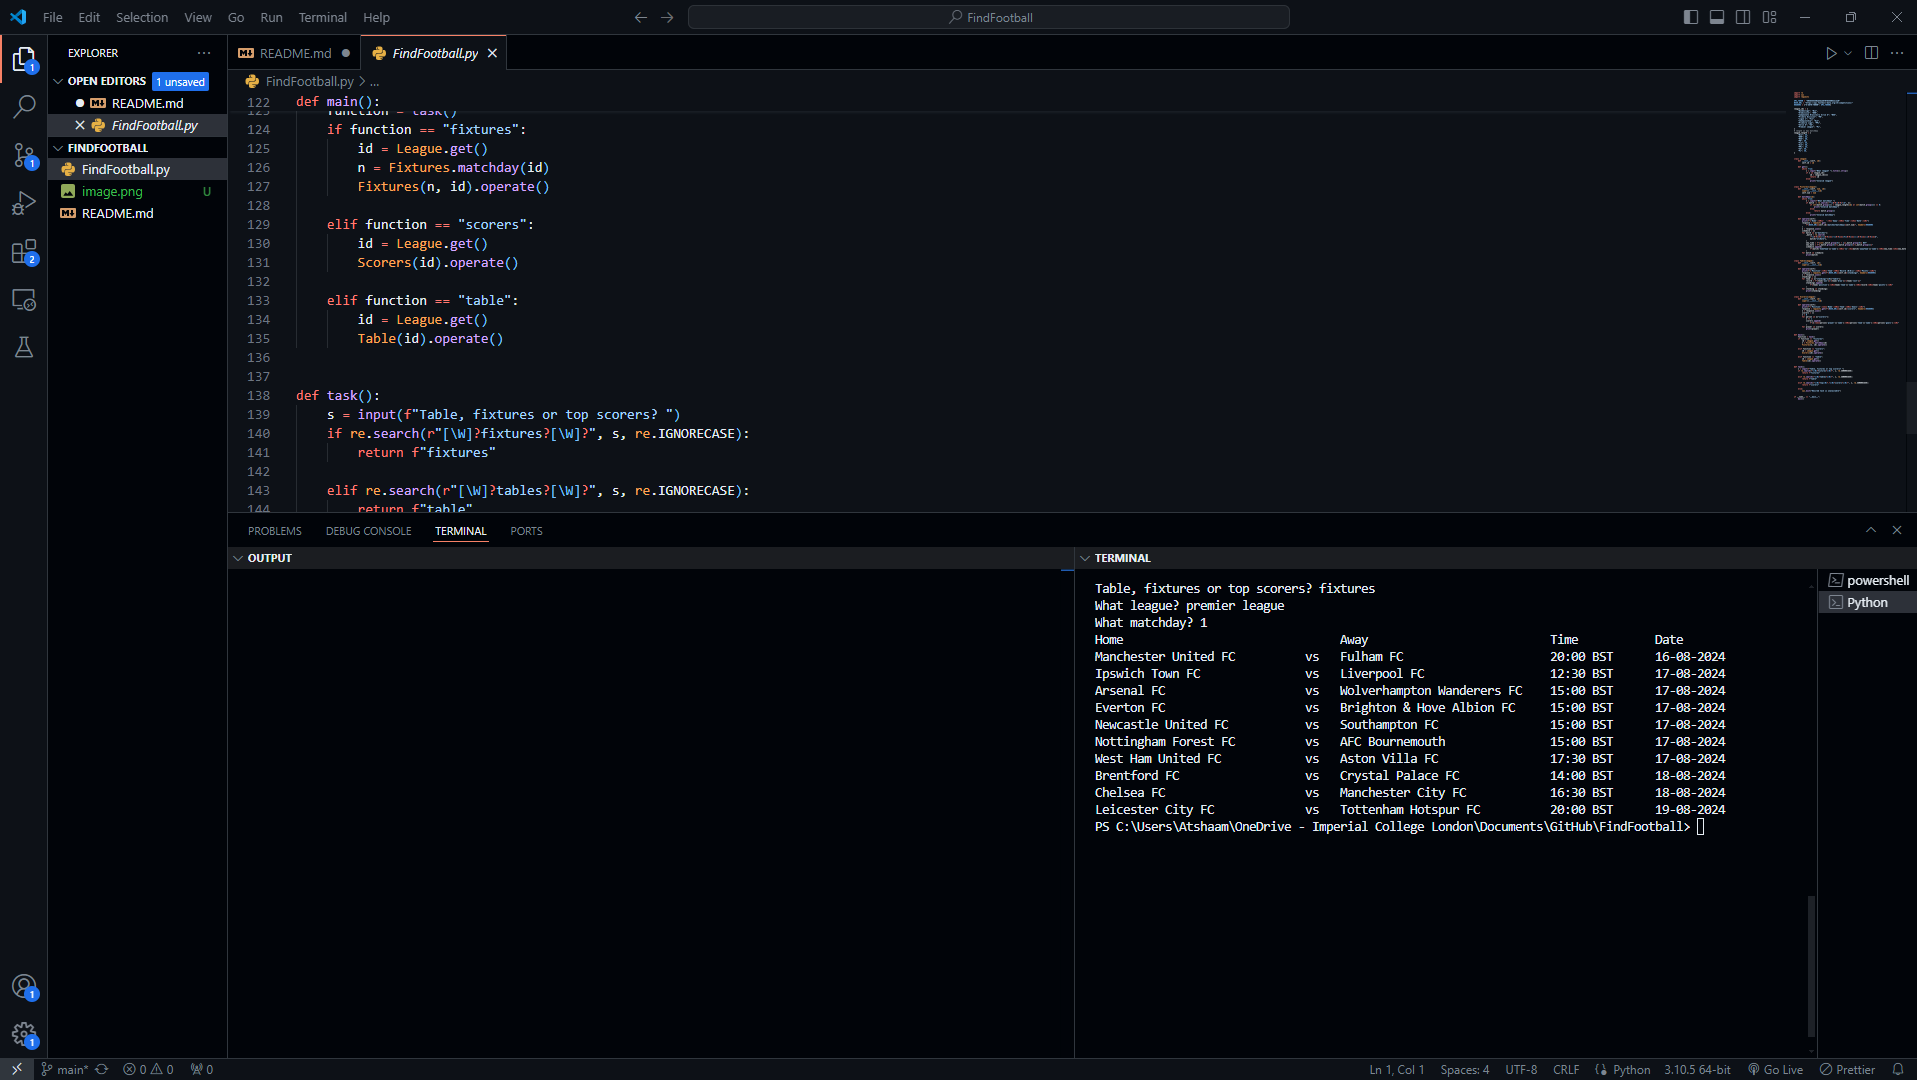 File Edit Selection View Go Run Terminal Help
FindFootball
EXPLORER
OPEN EDITORS 1 unsaved
README.md
FindFootball.py
FINDFOOTBALL
FindFootball.py
image.png U
README.md
README.md FindFootball.py
FindFootball.py > ...
122 def main():
123 function = task()
124 if function == "fixtures":
125 id = League.get()
126 n = Fixtures.matchday(id)
127 Fixtures(n, id).operate()
128
129 elif function == "scorers":
130 id = League.get()
131 Scorers(id).operate()
132
133 elif function == "table":
134 id = League.get()
135 Table(id).operate()
136
137
138 def task():
139 s = input(f"Table, fixtures or top scorers? ")
140 if re.search(r"[\W]?fixtures?[\W]?", s, re.IGNORECASE):
141 return f"fixtures"
142
143 elif re.search(r"[\W]?tables?[\W]?", s, re.IGNORECASE):
144 return f"table"
PROBLEMS DEBUG CONSOLE TERMINAL PORTS
OUTPUT
TERMINAL
Table, fixtures or top scorers? fixtures
What league? premier league
What matchday? 1
Home Away Time Date
Manchester United FC vs Fulham FC 20:00 BST 16-08-2024
Ipswich Town FC vs Liverpool FC 12:30 BST 17-08-2024
Arsenal FC vs Wolverhampton Wanderers FC 15:00 BST 17-08-2024
Everton FC vs Brighton & Hove Albion FC 15:00 BST 17-08-2024
Newcastle United FC vs Southampton FC 15:00 BST 17-08-2024
Nottingham Forest FC vs AFC Bournemouth 15:00 BST 17-08-2024
West Ham United FC vs Aston Villa FC 17:30 BST 17-08-2024
Brentford FC vs Crystal Palace FC 14:00 BST 18-08-2024
Chelsea FC vs Manchester City FC 16:30 BST 18-08-2024
Leicester City FC vs Tottenham Hotspur FC 20:00 BST 19-08-2024
PS C:\Users\Atshaam\OneDrive - Imperial College London\Documents\GitHub\FindFootball>
powershell
Python
1
1
2
1
1
main* 0 0 0
Ln 1, Col 1 Spaces: 4 UTF-8 CRLF Python 3.10.5 64-bit Go Live Prettier